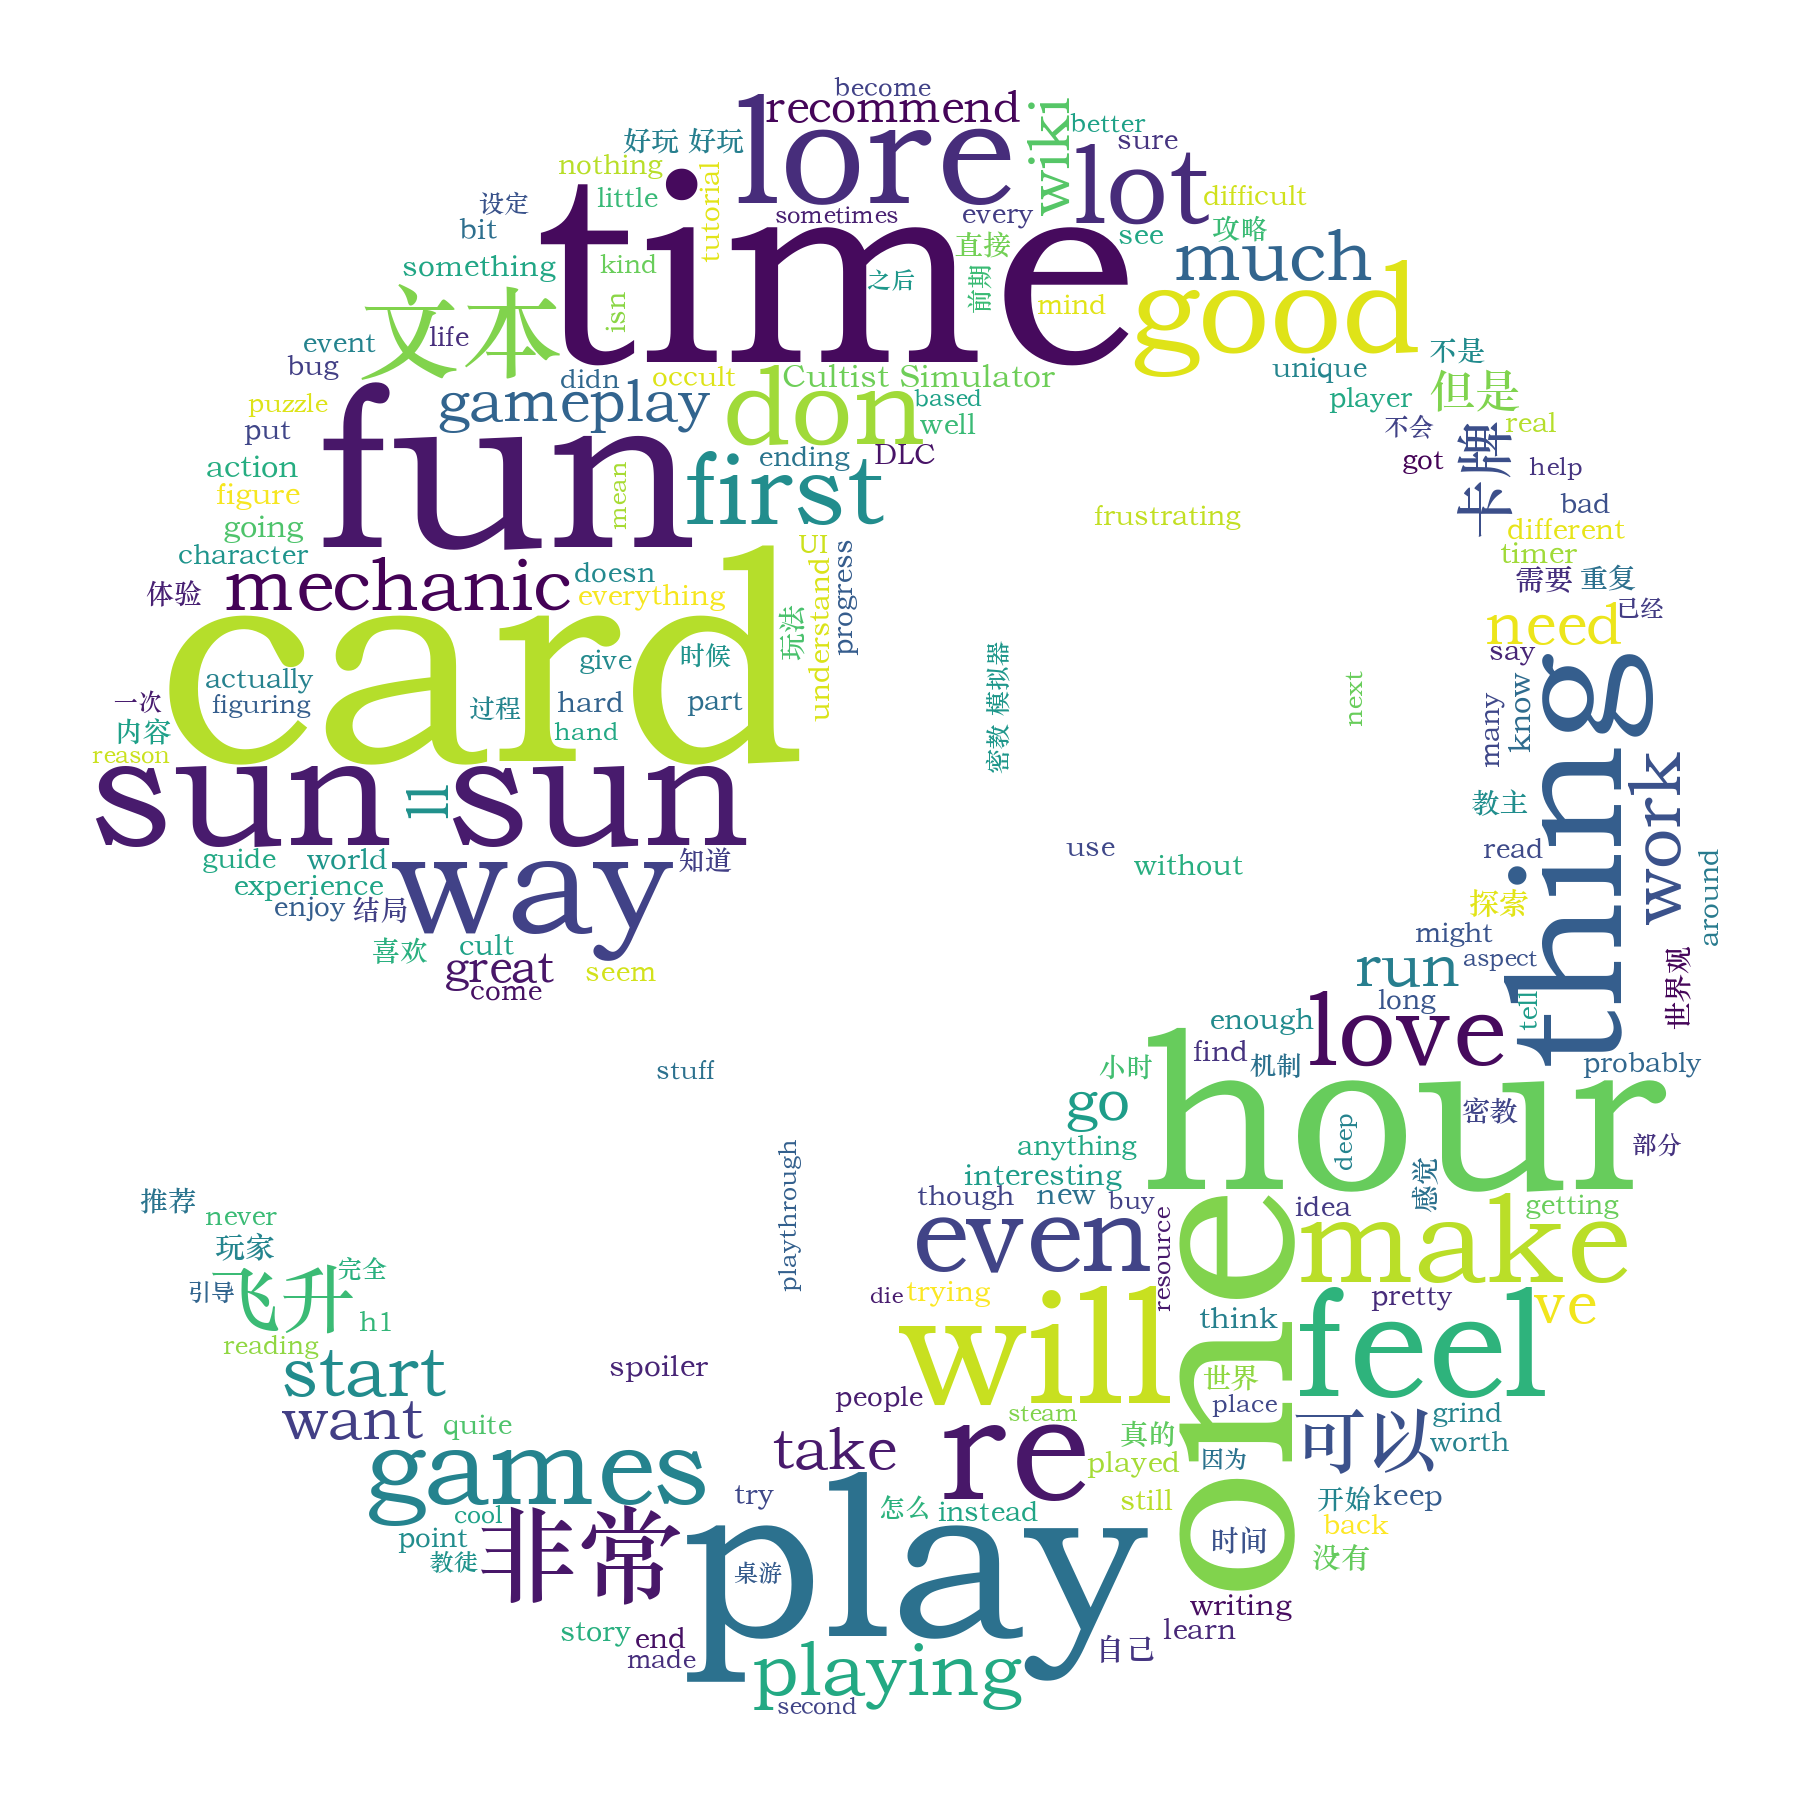 become
recommend
lore
wiki
better
sure
lot
好玩 好玩
nothing
tutorial
little
sometimes
every
see
difficult
攻略
设定
bit
something
kind
time
直接
much
文本
isn
之后
前期
mind
good
life
event
bug
unique
不是
player
但是
didn
occult
Cultist Simulator
puzzle
gameplay
don
based
well
put
fun
不会
real
action
ending
DLC
first
got
卡牌
help
figure
mean
bad
going
frustrating
different
character
UI
timer
体验
mechanic
doesn
everything
understand
progress
需要
重复
已经
card
玩法
need
say
give
时候
密教 模拟器
thing
actually
一次
figuring
过程
hard
part
next
many
know
内容
hand
reason
sun sun
ll
教主
work
guide
world
way
知道
use
without
read
around
experience
enjoy
结局
探索
喜欢
cult
might
great
seem
run
aspect
世界观
come
long
tell
enough
love
stuff
小时
find
机制
probably
hour
go
密教
anything
deep
部分
playthrough
interesting
推荐
never
though
new
buy
感觉
idea
getting
玩家
even
resource
one
make
飞升
完全
引导
h1
die
trying
pretty
ve
reading
will
think
feel
start
spoiler
世界
people
place
want
quite
steam
可以
grind
take
re
真的
worth
games
played
因为
try
still
开始
keep
cool
怎么
instead
back
point
非常
play
时间
教徒
桌游
没有
writing
story
end
learn
made
自己
playing
second